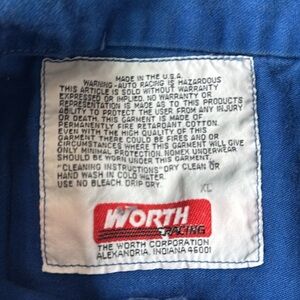 MADE IN THE U.S.A.
WARNING-AUTO RACING IS HAZARDOUS
THIS ARTICLE IS SOLD WITHOUT WARRANTY
EXPRESSED OR IMPLIED. NO WARRANTY OR
REPRESENTATION IS MADE AS TO THIS PRODUCTS
ABILITY TO PROTECT THE USER FROM ANY INJURY
OR DEATH. THIS GARMENT IS MADE OF
PERMANENTLY FIRE RETARDANT COTTON.
EVEN WITH THE HIGH QUALITY OF THIS
GARMENT THERE COULD BE FIRES AND/OR
CIRCUMSTANCES WHERE THIS GARMENT WILL GIVE
ONLY MINIMAL PROTECTION. NOMEX UNDERWEAR
SHOULD BE WORN UNDER THIS GARMENT.
"CLEANING INSTRUCTIONS" DRY CLEAN OR
HAND WASH IN COLD WATER.
USE NO BLEACH. DRIP DRY.
XL
WORTH
RACING
THE WORTH CORPORATION
ALEXANDRIA, INDIANA 46001